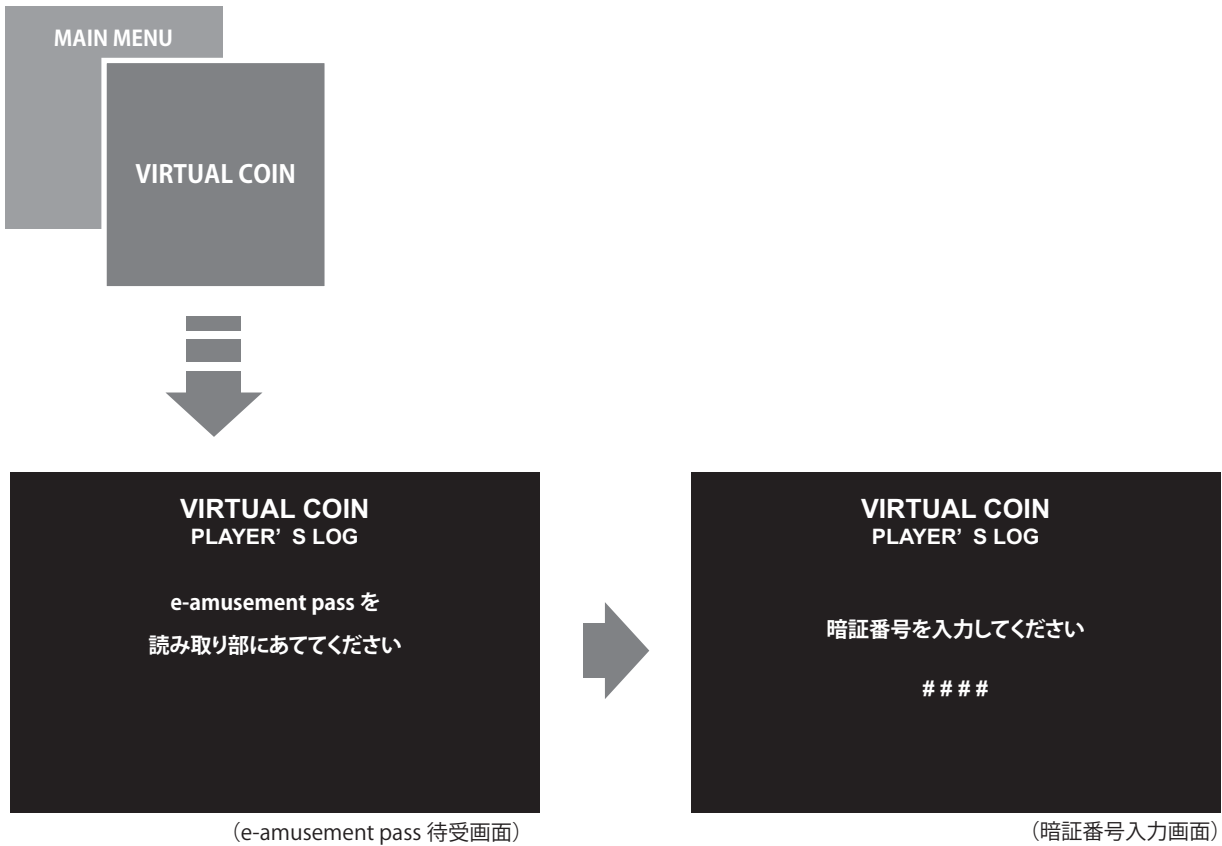 MAIN MENU
VIRTUAL COIN
VIRTUAL COIN
PLAYER’ S LOG
e-amusement pass を
読み取り部にあててください
（e-amusement pass 待受画面）
VIRTUAL COIN
PLAYER’ S LOG
暗証番号を入力してください
# # # #
（暗証番号入力画面）